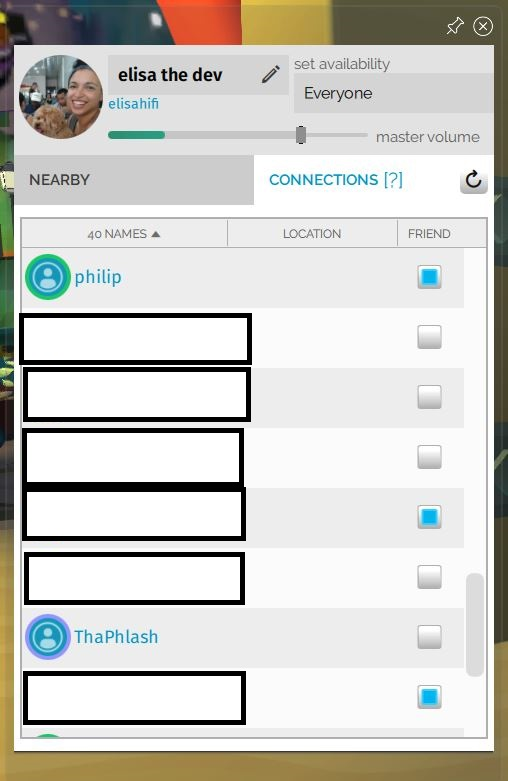 elisa the dev
set availability
elisahifi
Everyone
master volume
NEARBY
CONNECTIONS [?]
40 NAMES
LOCATION
FRIEND
philip
ThaPhlash